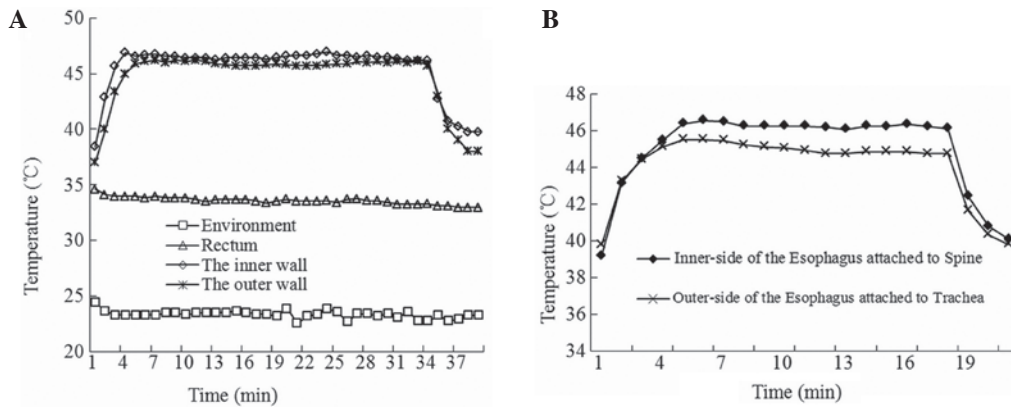 A
50
45
40
35
30
25
20
Temperature (℃)
Environment
Rectum
The inner wall
The outer wall
1 4 7 10 13 16 19 22 25 28 31 34 37
Time (min)
B
48
46
44
42
40
38
36
34
Temperature (℃)
Inner-side of the Esophagus attached to Spine
Outer-side of the Esophagus attached to Trachea
1 4 7 10 13 16 19
Time (min)